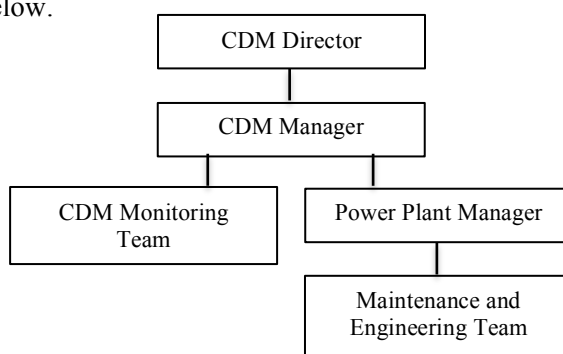 elow.
CDM Director
CDM Manager
CDM Monitoring
Team
Power Plant Manager
Maintenance and
Engineering Team